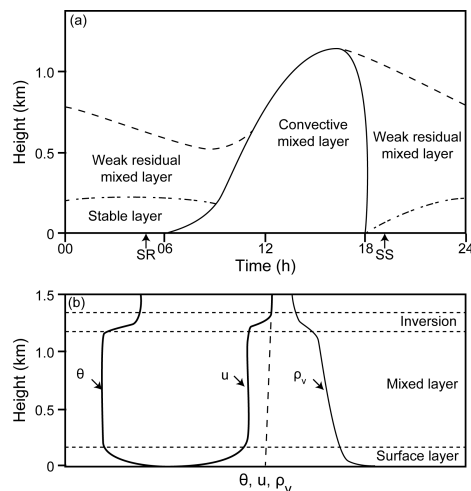 (a)
Height (km)
1.0
0.5
0
Convective
mixed layer
Weak residual
mixed layer
Weak residual
mixed layer
Stable layer
00
06
12
18
24
SR
SS
Time (h)
(b)
Height (km)
1.5
1.0
0.5
0
Inversion
θ
u
ρv
Mixed layer
Surface layer
θ, u, ρv